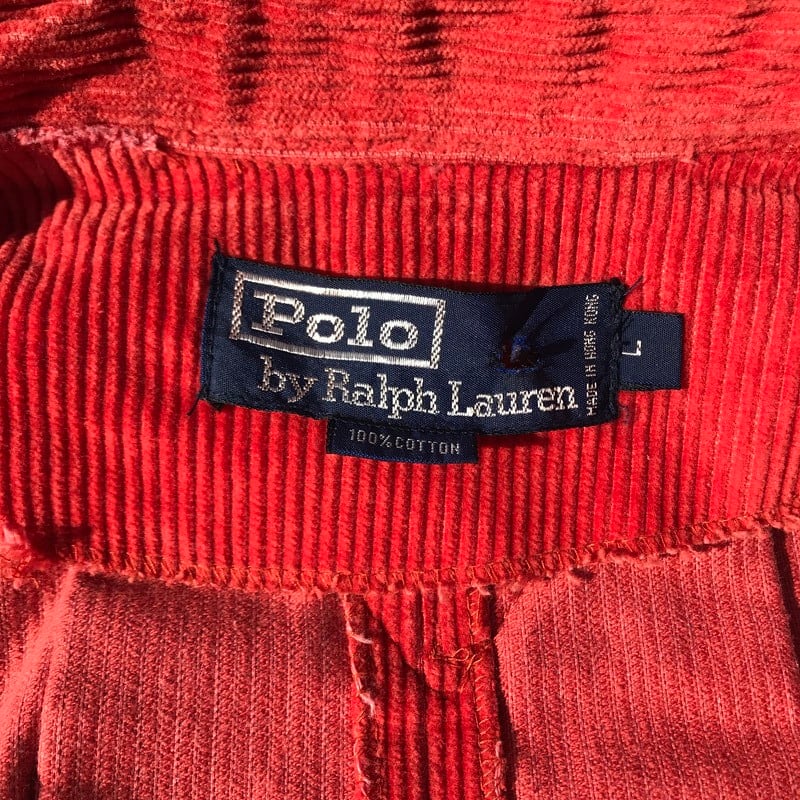 Polo
by Ralph Lauren
MADE IN HONG KONG
L
100% COTTON